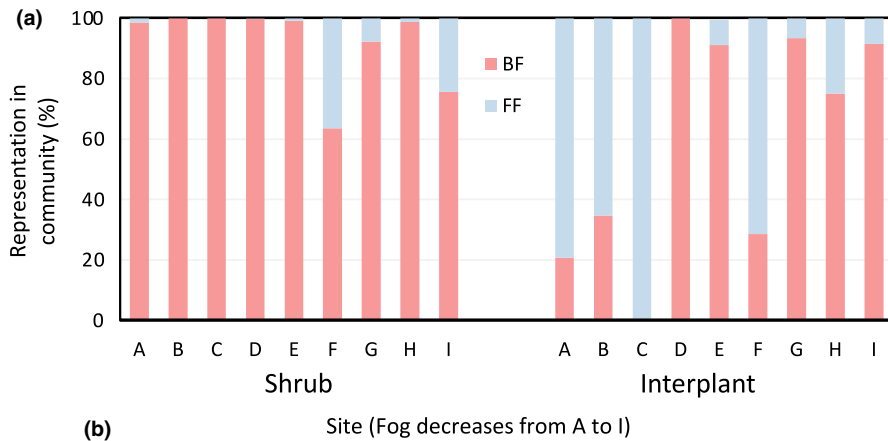 (a)
Representation in
community (%)
100
80
60
40
20
0
BF
FF
A B C D E F G H I
A B C D E F G H I
Shrub
Interplant
(b)
Site (Fog decreases from A to I)